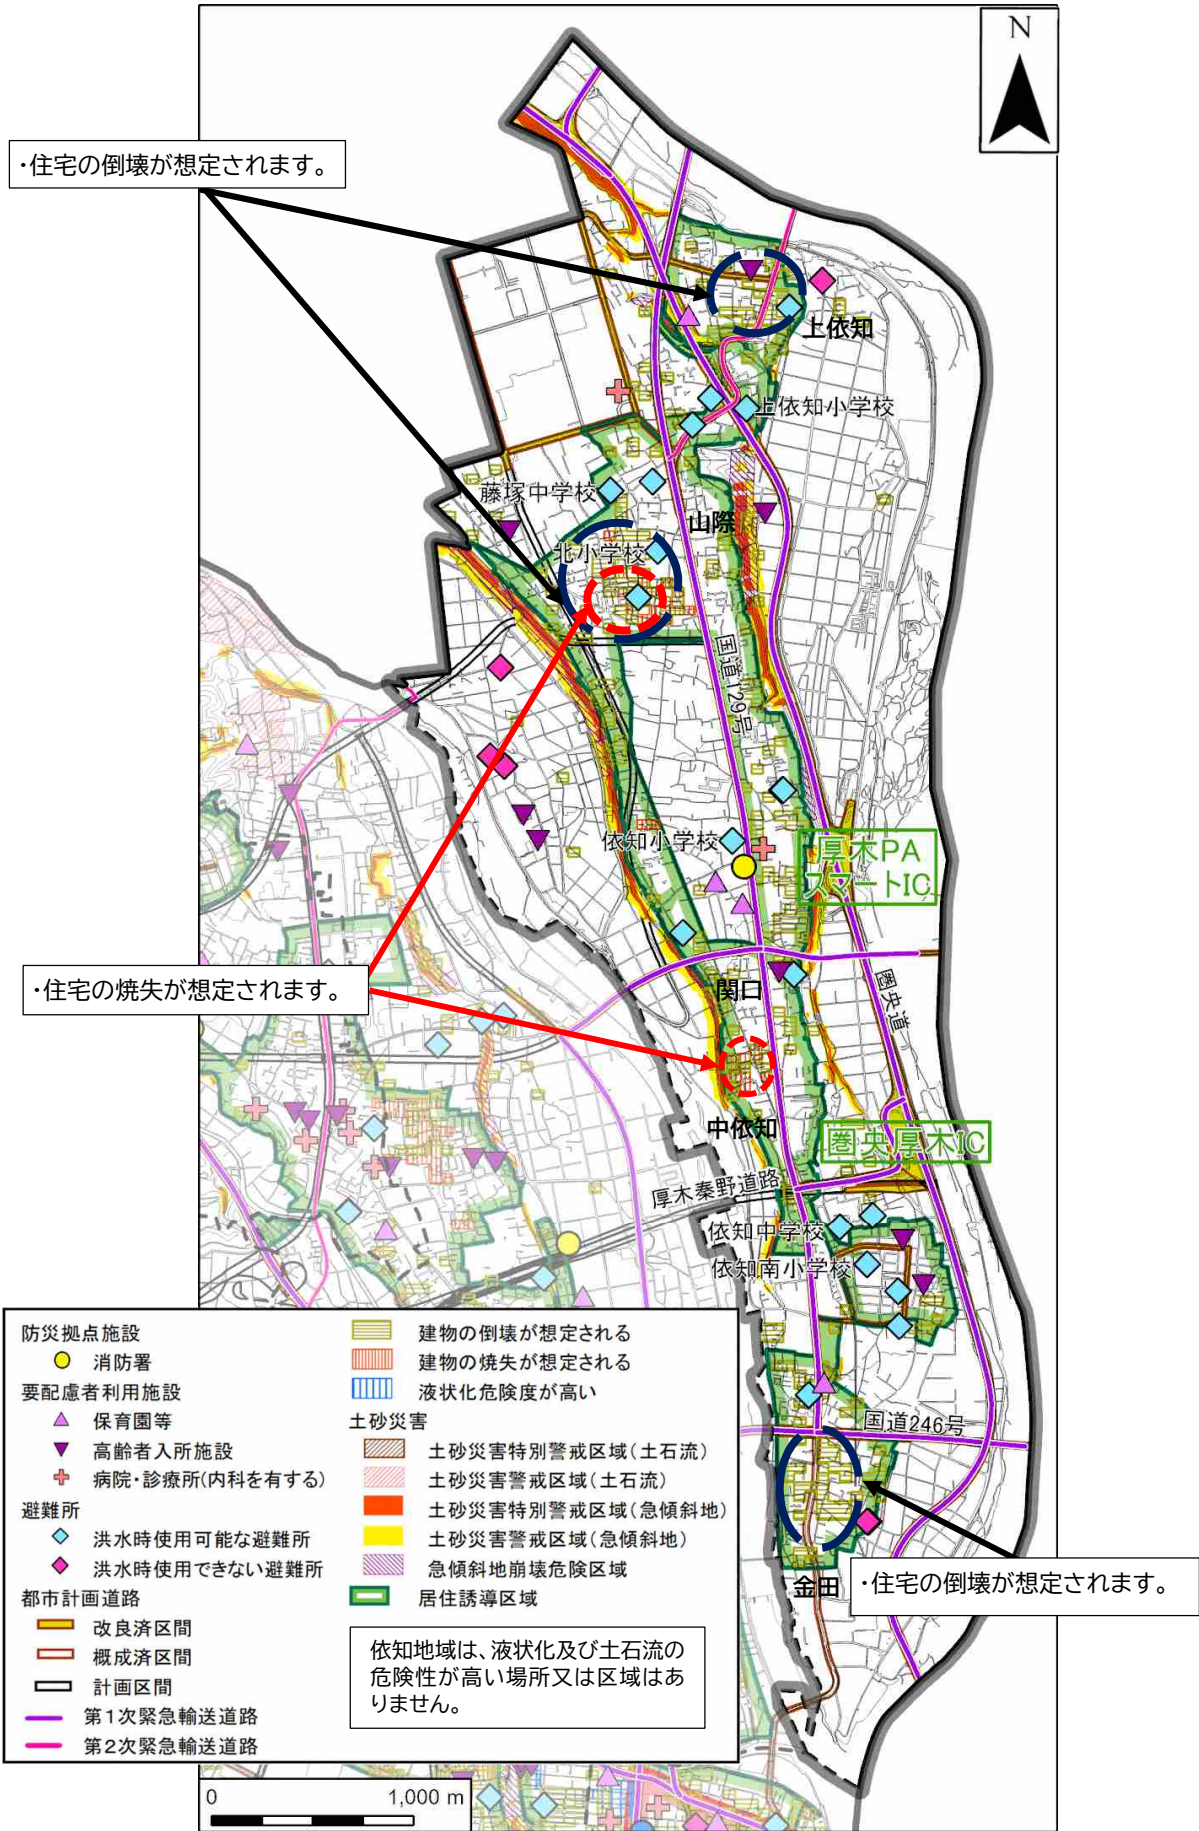 N
・住宅の倒壊が想定されます。
上依知
上依知小学校
藤塚中学校
山際
北小学校
国道129号
依知小学校
厚木PA
スマートIC
・住宅の焼失が想定されます。
関口
圏央道
中依知
圏央厚木IC
厚木秦野道路
依知中学校
依知南小学校
国道246号
金田
・住宅の倒壊が想定されます。
防災拠点施設
消防署
要配慮者利用施設
保育園等
高齢者入所施設
病院・診療所(内科を有する)
避難所
洪水時使用可能な避難所
洪水時使用できない避難所
都市計画道路
改良済区間
概成済区間
計画区間
第1次緊急輸送道路
第2次緊急輸送道路
建物の倒壊が想定される
建物の焼失が想定される
液状化危険度が高い
土砂災害
土砂災害特別警戒区域(土石流)
土砂災害警戒区域(土石流)
土砂災害特別警戒区域(急傾斜地)
土砂災害警戒区域(急傾斜地)
急傾斜地崩壊危険区域
居住誘導区域
依知地域は、液状化及び土石流の
危険性が高い場所又は区域はあ
りません。
0 1,000 m